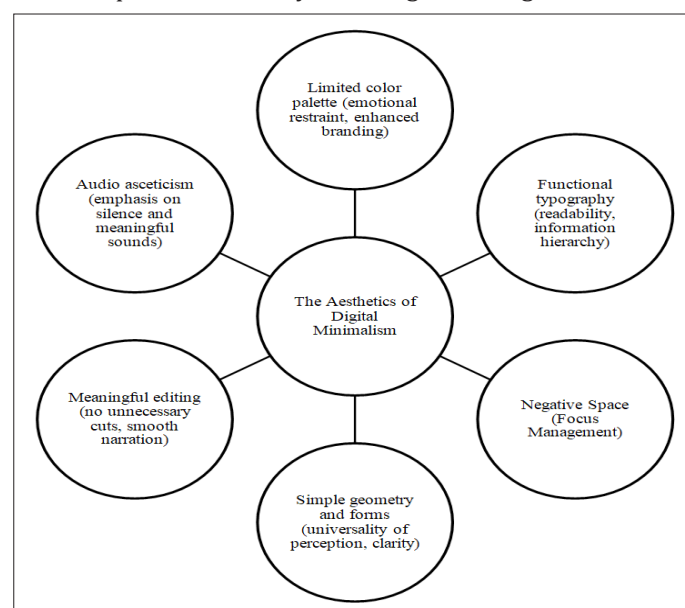 Limited color
palette (emotional
restraint, enhanced
branding)
Audio asceticism
(emphasis on
silence and
meaningful
sounds)
Functional
typography
(readability,
information
hierarchy)
The Aesthetics of
Digital
Minimalism
Meaningful editing
(no unnecessary
cuts, smooth
narration)
Negative Space
(Focus
Management)
Simple geometry
and forms
(universality of
perception, clarity)